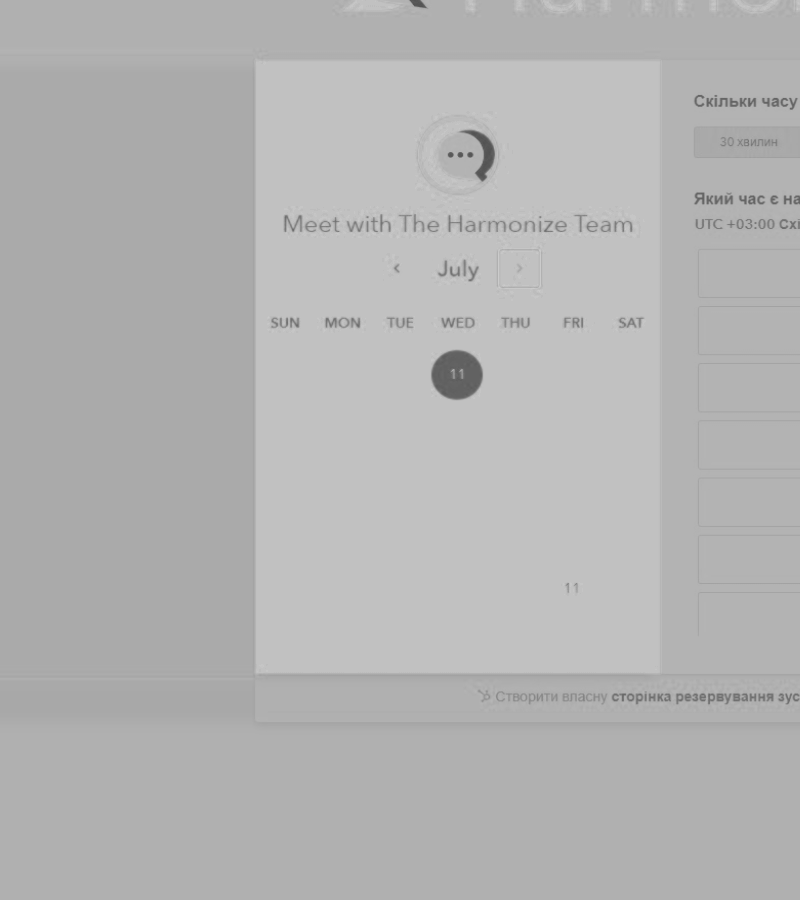 Harmon
Meet with The Harmonize Team
July
SUN MON TUE WED THU FRI SAT
11
11
Скільки часу
30 хвилин
Який час є на
UTC +03:00 Схі
Створити власну сторінка резервування зус